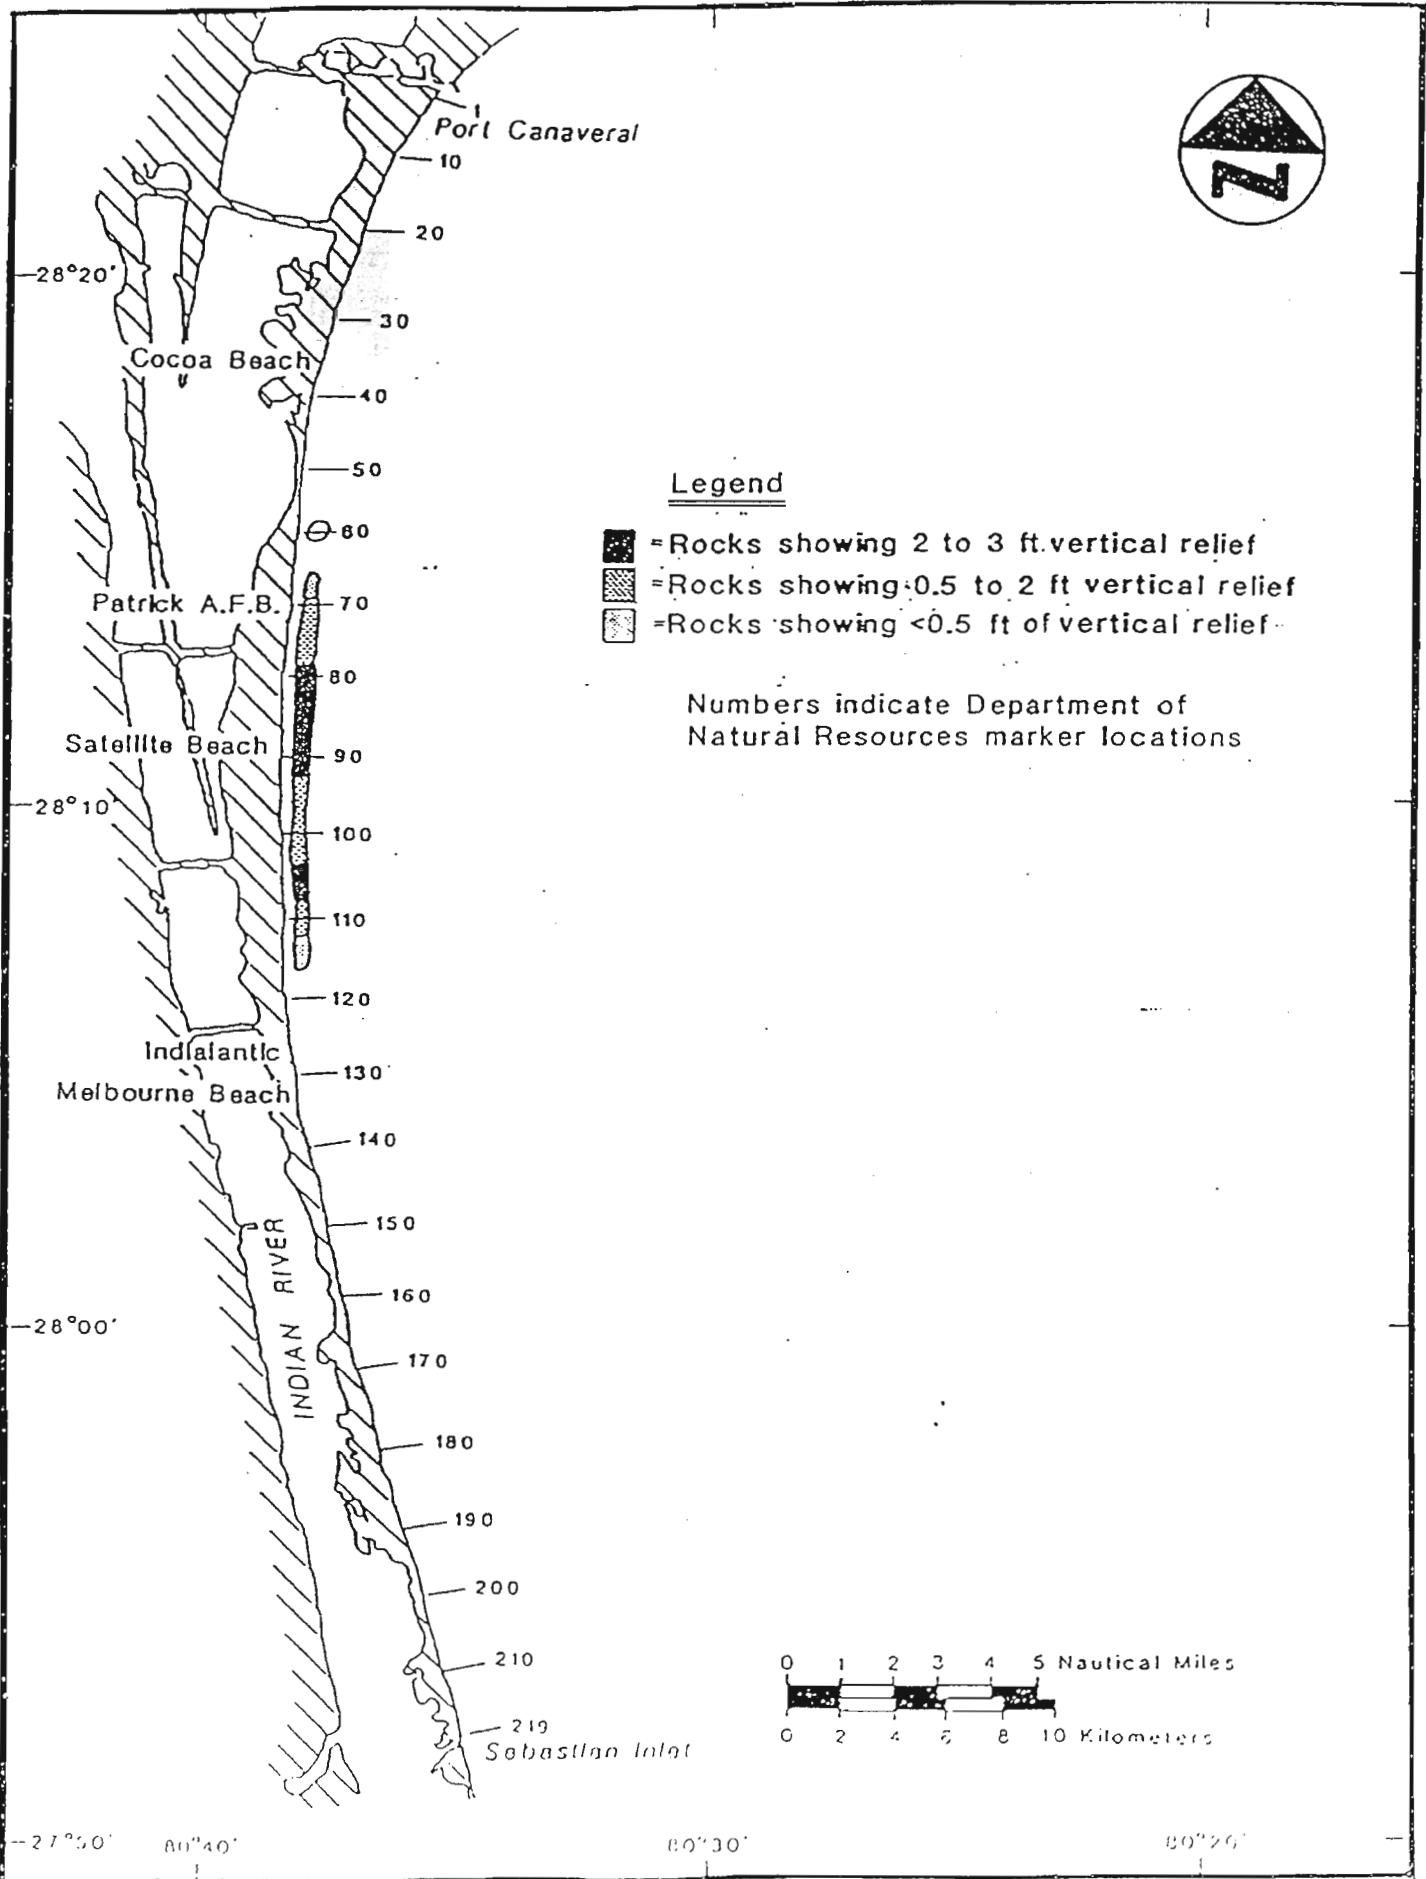 1
Port Canaveral
10
20
28°20'
30
Cocoa Beach
40
50
Legend
60
=Rocks showing 2 to 3 ft. vertical relief
=Rocks showing 0.5 to 2 ft vertical relief
=Rocks showing <0.5 ft of vertical relief
Patrick A.F.B.
70
80
Numbers indicate Department of
Natural Resources marker locations
Satellite Beach
90
28°10'
100
110
120
Indialantic
130
Melbourne Beach
140
150
INDIAN RIVER
160
28°00'
170
180
190
200
210
219
Sebastian Inlet
0 1 2 3 4 5 Nautical Miles
0 2 4 6 8 10 Kilometers
27°50' 80°40' 80°30' 80°20'
N